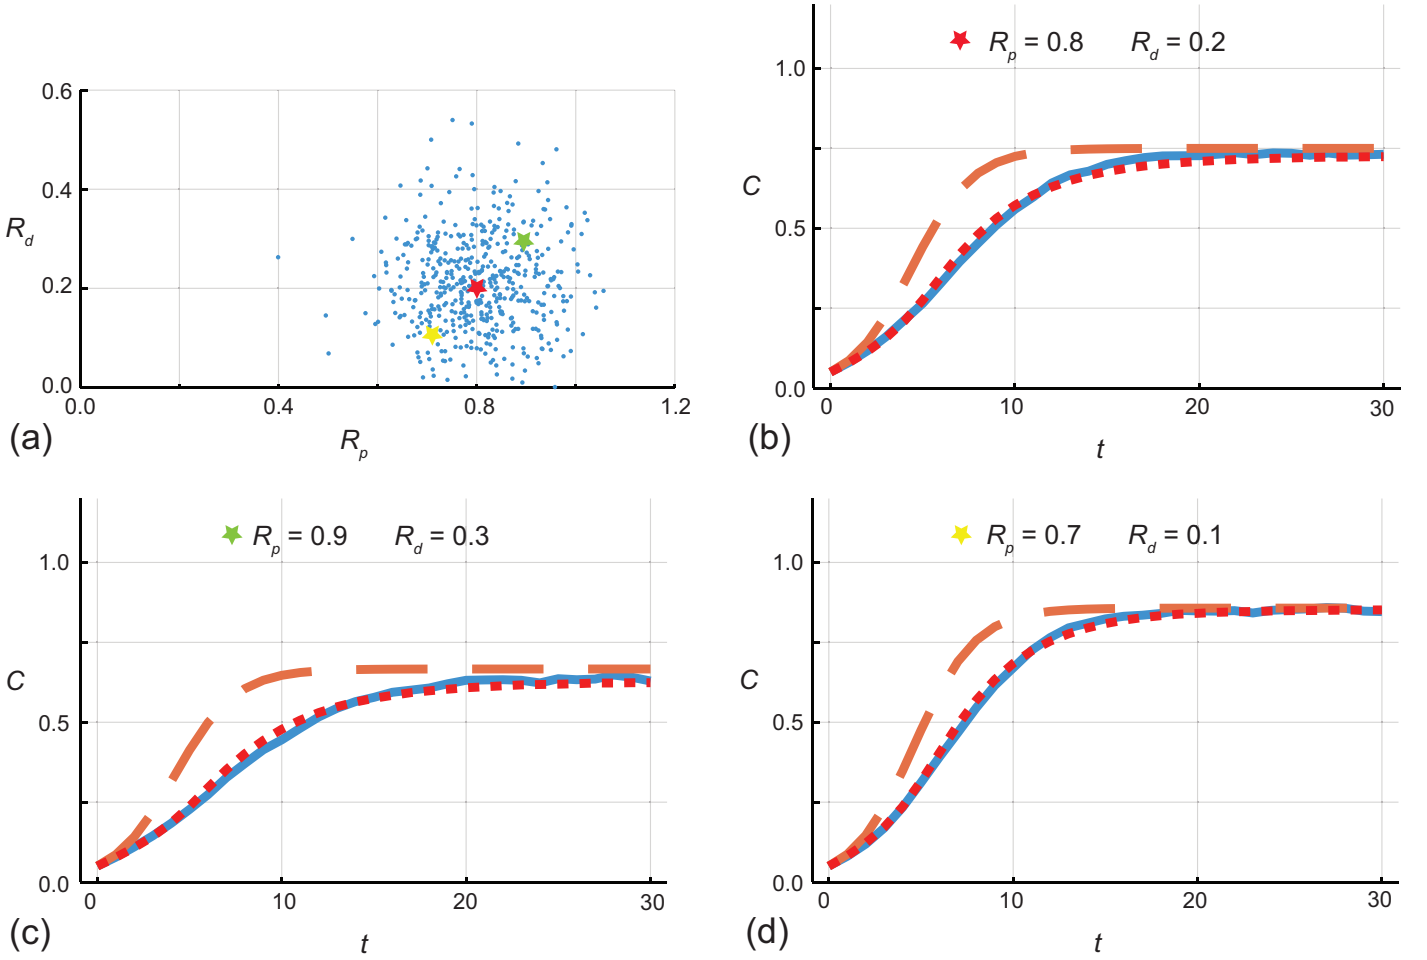 0.6
0.4
R_d
0.2
0.0
0.0 0.4 0.8 1.2
R_p
(a)
R_p = 0.8 R_d = 0.2
1.0
C
0.5
0.0
0 10 20 30
t
(b)
R_p = 0.9 R_d = 0.3
1.0
C
0.5
0.0
0 10 20 30
t
(c)
R_p = 0.7 R_d = 0.1
1.0
C
0.5
0.0
0 10 20 30
t
(d)